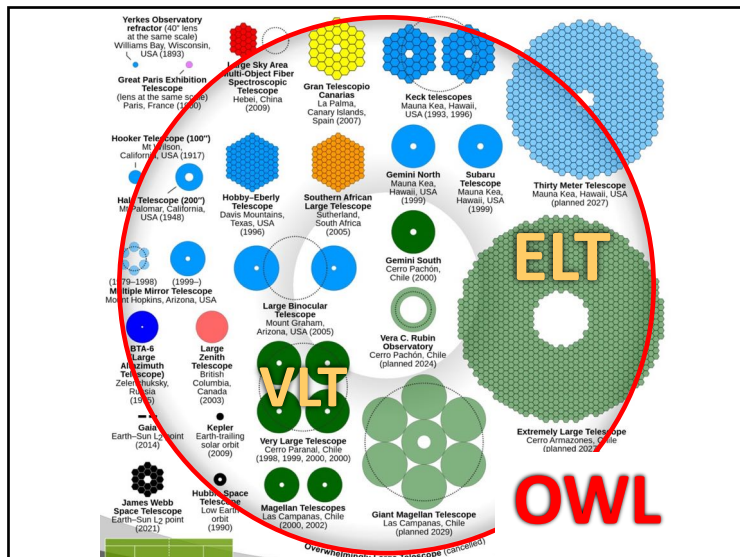 Yerkes Observatory
refractor (40" lens
at the same scale)
Williams Bay, Wisconsin,
USA (1893)
Great Paris Exhibition
Telescope
(lens at the same scale)
Paris, France (1900)
Large Sky Area
Multi-Object Fiber
Spectroscopic Telescope
Hebei, China
(2009)
Gran Telescopio
Canarias
La Palma,
Canary Islands,
Spain (2007)
Keck telescopes
Mauna Kea, Hawaii,
USA (1993, 1996)
Thirty Meter Telescope
Mauna Kea, Hawaii, USA
(planned 2027)
Hooker Telescope (100")
Mt Wilson,
California, USA (1917)
Hale Telescope (200")
Mt Palomar, California,
USA (1948)
Hobby–Eberly
Telescope
Davis Mountains,
Texas, USA
(1996)
Southern African
Large Telescope
Sutherland,
South Africa
(2005)
Gemini North
Mauna Kea,
Hawaii, USA
(1999)
Subaru
Telescope
Mauna Kea,
Hawaii, USA
(1999)
Gemini South
Cerro Pachón,
Chile (2000)
ELT
(1979–1998) (1999–)
Multiple Mirror Telescope
Mount Hopkins, Arizona, USA
Large Binocular
Telescope
Mount Graham,
Arizona, USA (2005)
Vera C. Rubin
Observatory
Cerro Pachón, Chile
(planned 2024)
BTA-6
(Large
Altazimuth
Telescope)
Zelenchuksky,
Russia
(1975)
Large
Zenith
Telescope
British
Columbia,
Canada
(2003)
VLT
Very Large Telescope
Cerro Paranal, Chile
(1998, 1999, 2000, 2000)
Extremely Large Telescope
Cerro Armazones, Chile
(planned
Gaia
Earth–Sun L2 point
(2014)
Kepler
Earth-trailing
solar orbit
(2009)
James Webb
Space Telescope
Earth–Sun L2 point
(2021)
Hubble Space
Telescope
Low Earth
orbit
(1990)
Magellan Telescopes
Las Campanas, Chile
(2000, 2002)
Giant Magellan Telescope
Las Campanas, Chile
(planned 2029)
OWL
Overwhelmingly Large Telescope (cancelled)